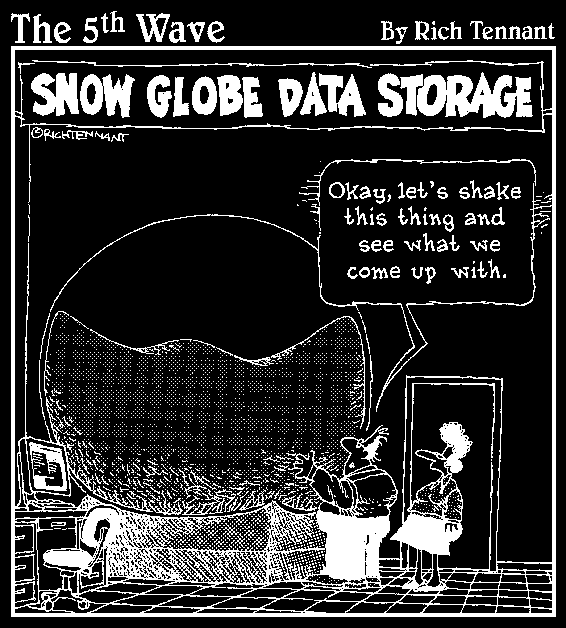 The 5th Wave
By Rich Tennant
SNOW GLOBE DATA STORAGE
©RICHTENNANT
Okay, let's shake
this thing and
see what we
come up with.